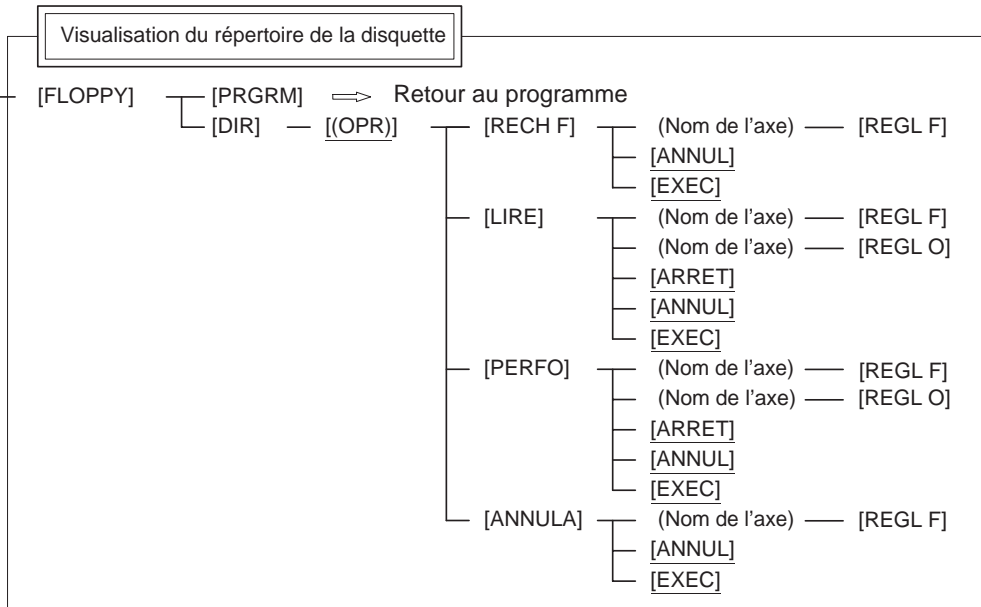 Visualisation du répertoire de la disquette
[FLOPPY] [PRGRM] ⇒ Retour au programme
[DIR] [(OPR)] [RECH F] (Nom de l'axe) [REGL F]
[ANNUL]
[EXEC]
[LIRE] (Nom de l'axe) [REGL F]
(Nom de l'axe) [REGL O]
[ARRET]
[ANNUL]
[EXEC]
[PERFO] (Nom de l'axe) [REGL F]
(Nom de l'axe) [REGL O]
[ARRET]
[ANNUL]
[EXEC]
[ANNULA] (Nom de l'axe) [REGL F]
[ANNUL]
[EXEC]